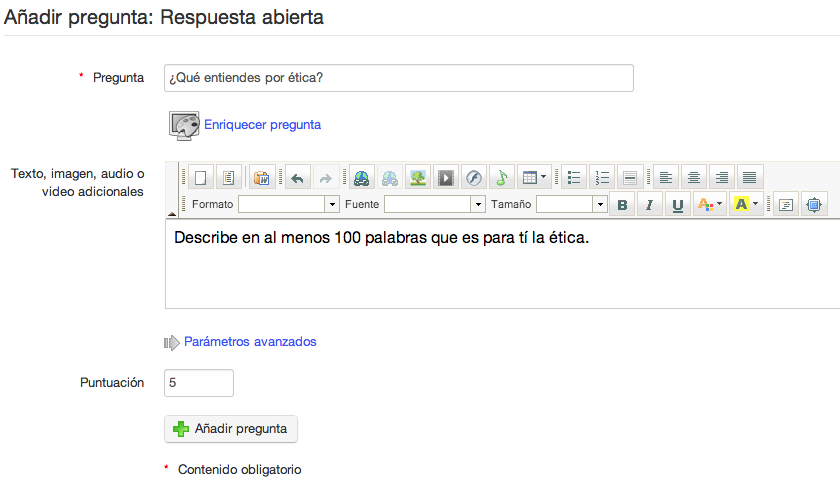 Añadir pregunta: Respuesta abierta
* Pregunta ¿Qué entiendes por ética?
Enriquecer pregunta
Texto, imagen, audio o
video adicionales
Formato Fuente Tamaño B I U A A
Describe en al menos 100 palabras que es para tí la ética.
Parámetros avanzados
Puntuación 5
Añadir pregunta
* Contenido obligatorio